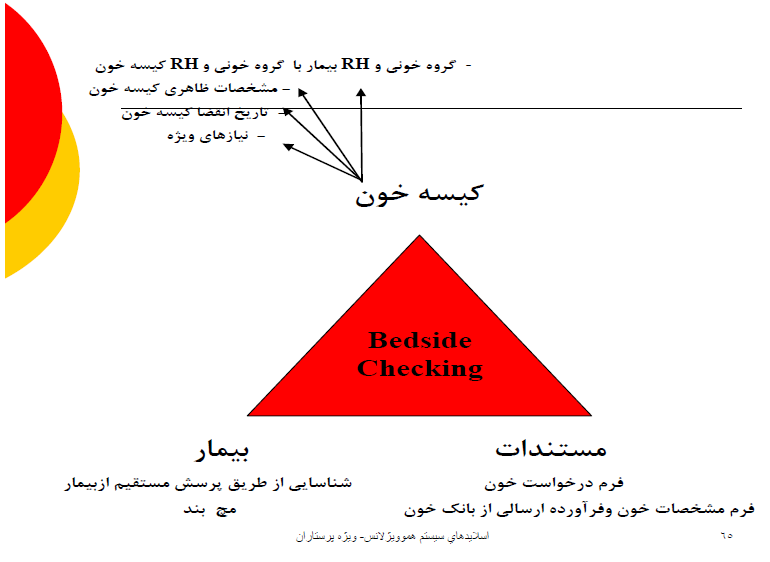 - گروه خونی و RH بیمار با گروه خونی و RH کیسه خون
– مشخصات ظاهری کیسه خون
– تاریخ انقضا کیسه خون
– نیازهای ویژه
کیسه خون
Bedside
Checking
مستندات
فرم درخواست خون
فرم مشخصات خون وفرآورده ارسالی از بانک خون
بیمار
شناسایی از طریق پرسش مستقیم ازبیمار
مچ بند
اسلایدهاي سیستم هموویژلانس- ویژه پرستاران
٦٥